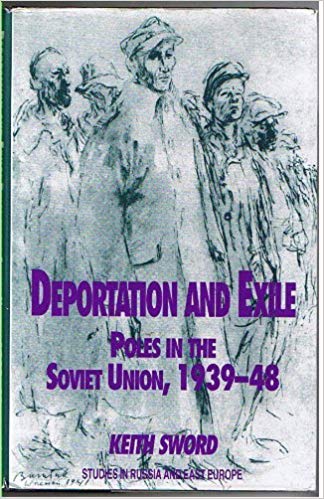 DEPORTATION AND EXILE
POLES IN THE
SOVIET UNION, 1939–48
KEITH SWORD
STUDIES IN RUSSIA AND EAST EUROPE